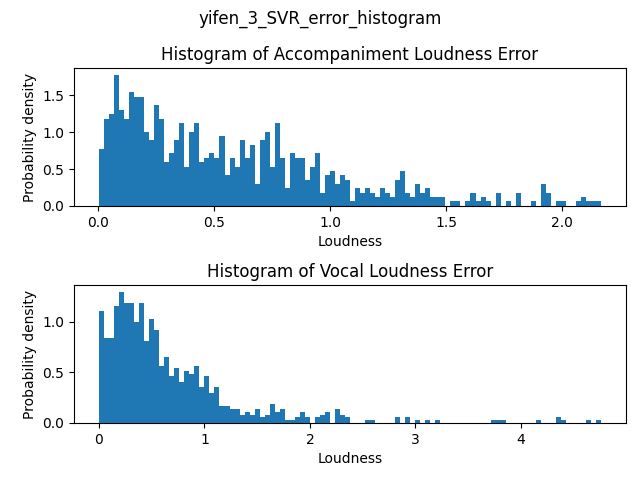 yifen_3_SVR_error_histogram
Histogram of Accompaniment Loudness Error
Probability density
1.5
1.0
0.5
0.0
0.0 0.5 1.0 1.5 2.0
Loudness
Histogram of Vocal Loudness Error
Probability density
1.0
0.5
0.0
0 1 2 3 4
Loudness